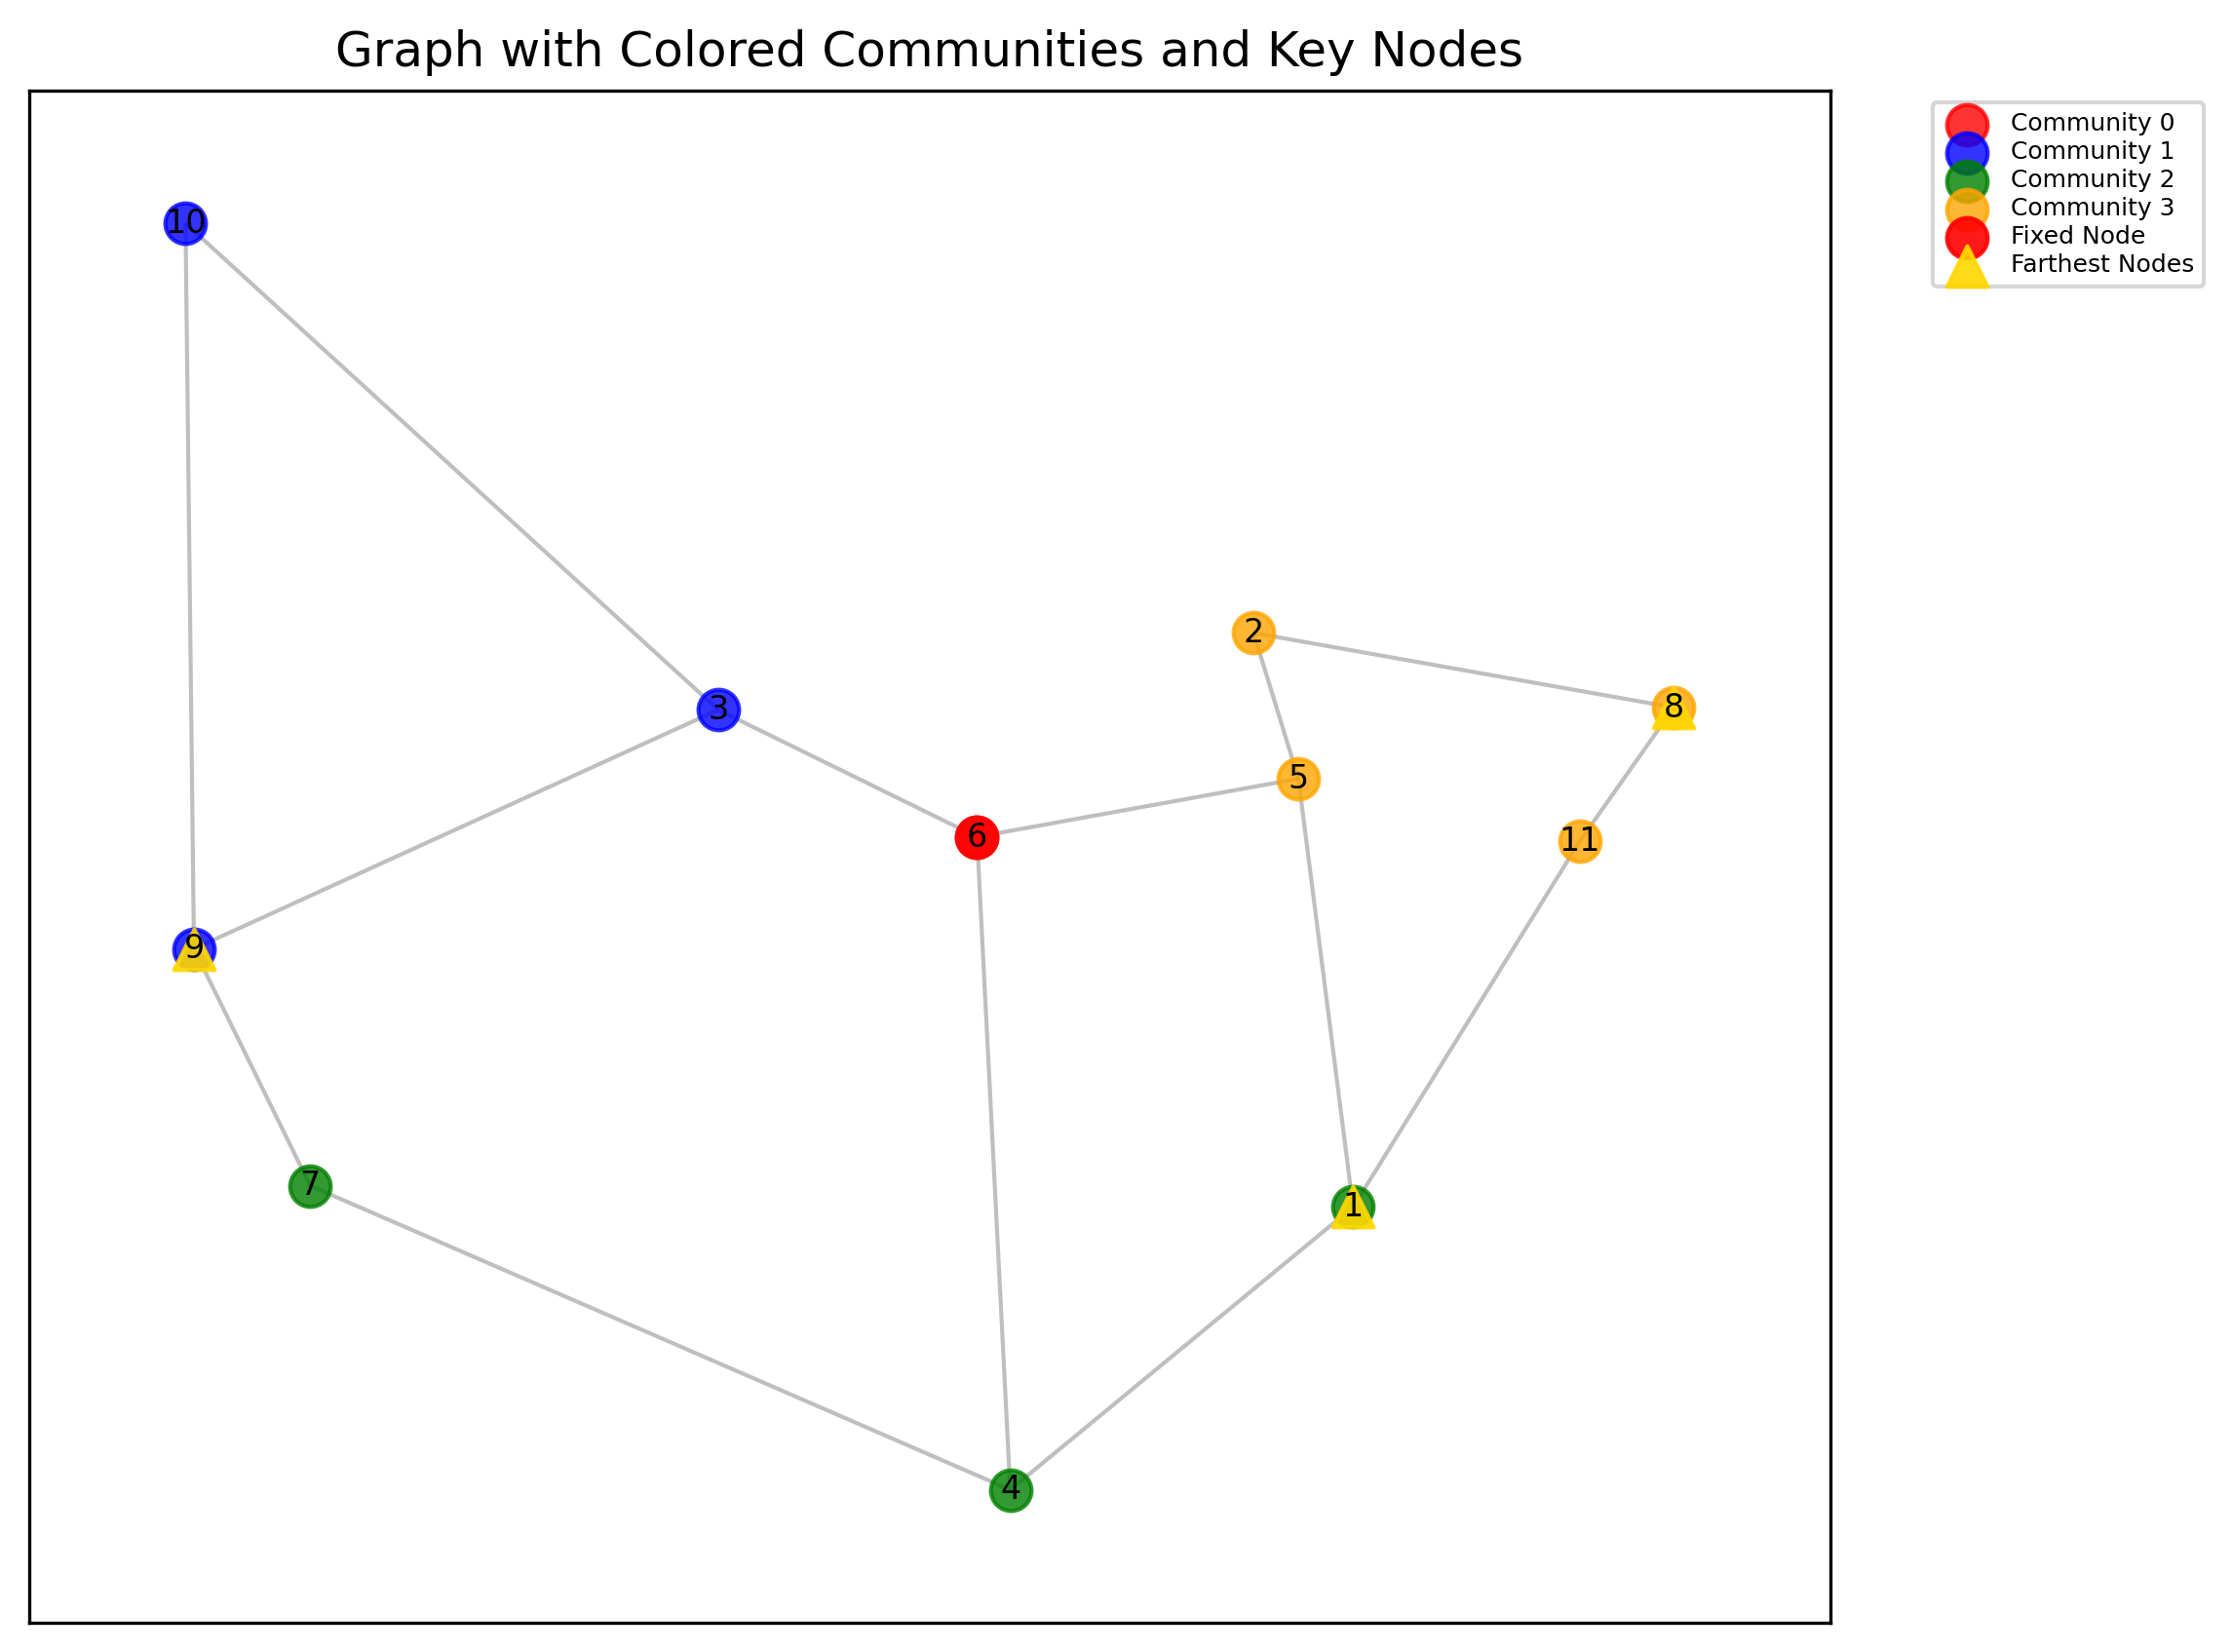 Graph with Colored Communities and Key Nodes
Community 0
Community 1
Community 2
Community 3
Fixed Node
Farthest Nodes
10
2
3
8
5
6
11
9
7
1
4